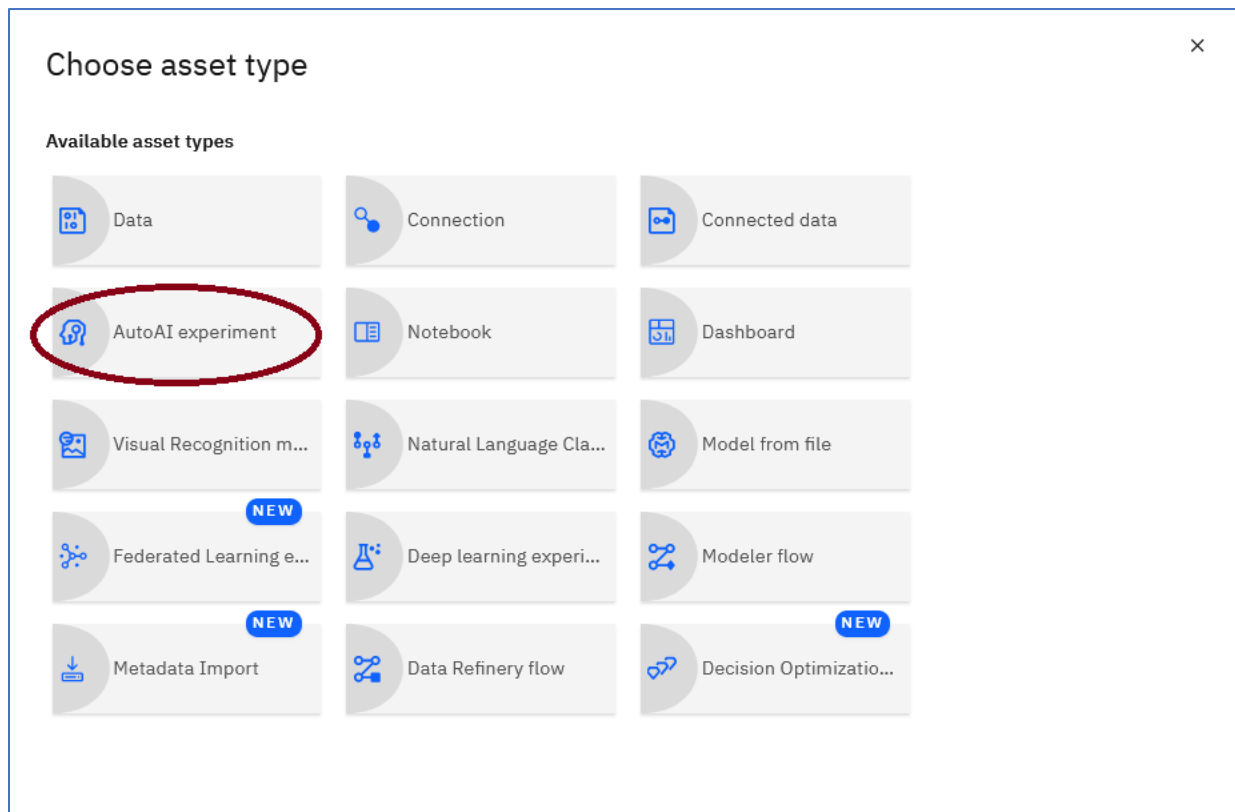 Choose asset type
Available asset types
Data
Connection
Connected data
AutoAI experiment
Notebook
Dashboard
Visual Recognition m...
Natural Language Cla...
Model from file
NEW
Federated Learning e...
Deep learning experi...
Modeler flow
NEW
NEW
Metadata Import
Data Refinery flow
Decision Optimizatio...